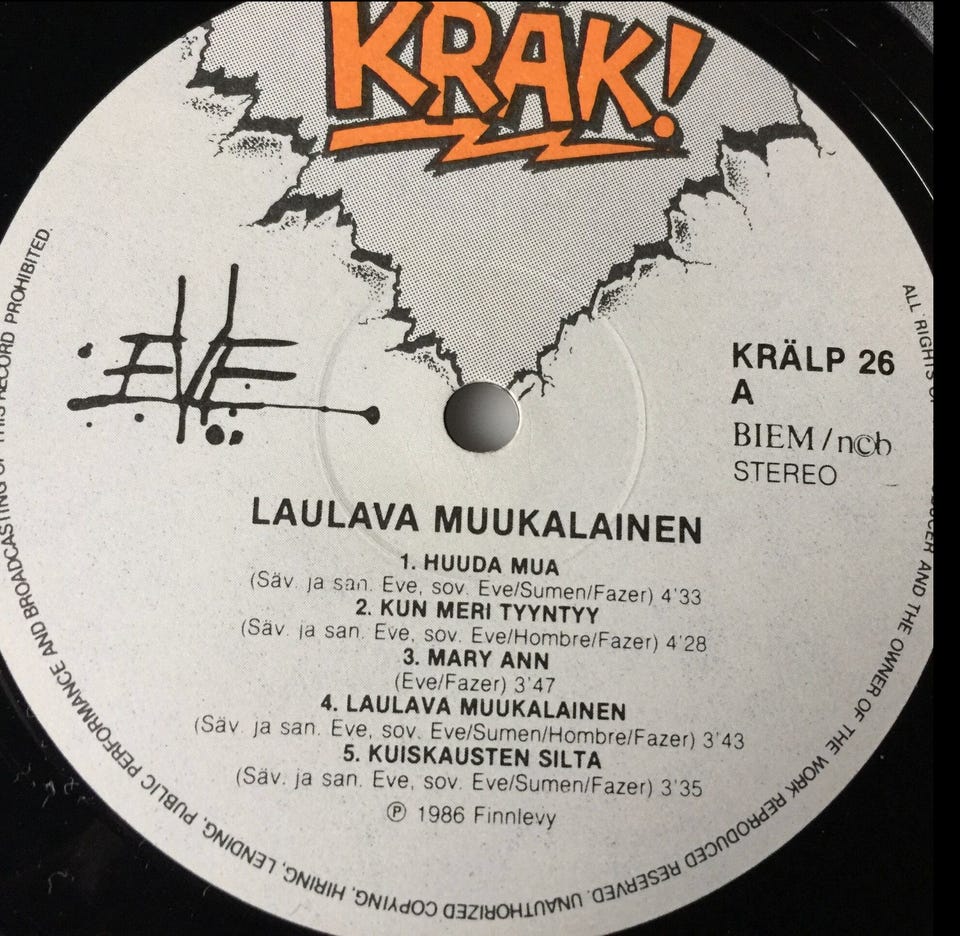 KRAK!
EVE
KRÄLP 26
A
BIEM/n©b
STEREO
LAULAVA MUUKALAINEN
1. HUUDA MUA
(Säv. ja san. Eve, sov. Eve/Sumen/Fazer) 4'33
2. KUN MERI TYYNTYY
(Säv. ja san. Eve, sov. Eve/Hombre/Fazer) 4'28
3. MARY ANN
(Eve/Fazer) 3'47
4. LAULAVA MUUKALAINEN
(Säv. ja san. Eve, sov. Eve/Sumen/Hombre/Fazer) 3'43
5. KUISKAUSTEN SILTA
(Säv. ja san. Eve, sov. Eve/Sumen/Fazer) 3'35
℗ 1986 Finnlevy
ALL RIGHTS AND THE OWNER OF THE WORK REPRODUCED RESERVED. UNAUTHORIZED COPYING, HIRING, LENDING, PUBLIC PERFORMANCE AND BROADCASTING OF THIS RECORD PROHIBITED.